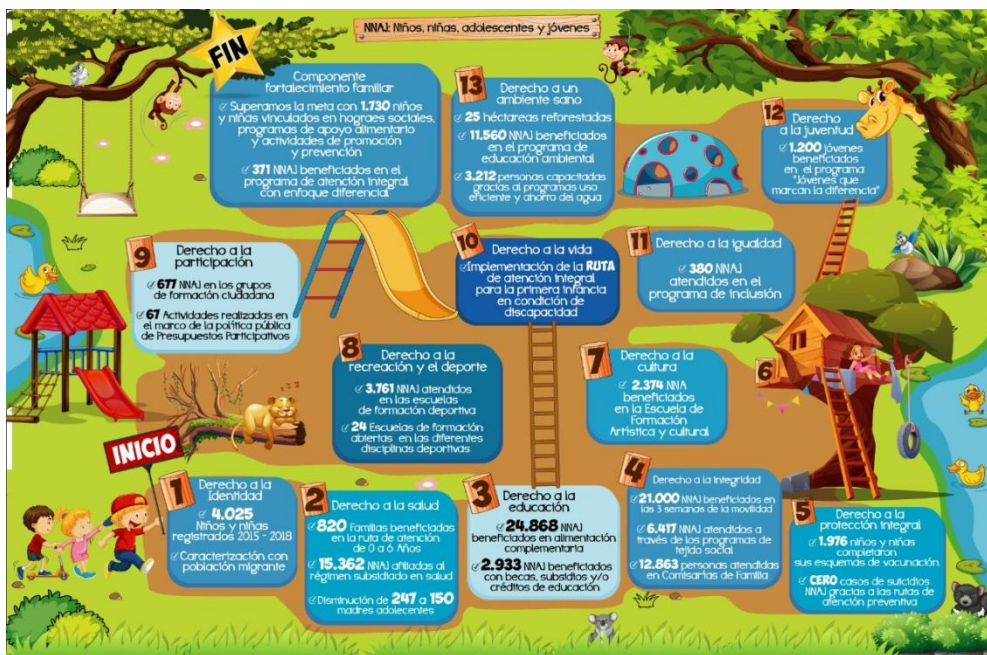 NNAJ: Niños, niñas, adolescentes y jóvenes
INICIO
1
Derecho a la
Identidad
4.025
Niños y niñas
registrados 2015 - 2018
Caracterización con
población migrante
2
Derecho a la salud
820 Familias beneficiadas
en la ruta de atención
de 0 a 6 Años
15.362 NNAJ afiliadas al
régimen subsidiado en salud
Disminución de 247 a 150
madres adolecentes
3
Derecho a la
educación
24.868 NNAJ
beneficiados en alimentación
complementaria
2.933 NNAJ beneficiados
con becas, subsidios y/o
créditos de educación
4
Derecho a la integridad
21.000 NNAJ beneficiados en
las 3 semanas de la movilidad
6.417 NNAJ atendidos a
través de los programas de
tejido social
12.863 personas atendidas
en Comisarías de Familia
5
Derecho a la
protección integral
1.976 niños y niñas
completaron
sus esquemas de vacunación
CERO casos de suicidios
NNAJ gracias a las rutas de
atención preventiva
6
7
Derecho a la
cultura
2.374 NNA
beneficiados
en la Escuela de
Formación
Artística y cultural
8
Derecho a la
recreación y el deporte
3.761 NNAJ atendidos
en las escuelas
de formación deportiva
24 Escuelas de formación
abiertas en las diferentes
disciplinas deportivas
zzz
9
Derecho a la
participación
677 NNAJ en los grupos
de formación ciudadana
67 Actividades realizadas en
el marco de la política pública
de Presupuestos Participativos
10
Derecho a la vida
Implementación de la RUTA
de atención integral
para la primera infancia
en condición de
discapacidad
11
Derecho a la igualdad
380 NNAJ
atendidos en el
programa de inclusión
12
Derecho
a la juventud
1.200 jóvenes
beneficiados
en el programa
"Jóvenes que
marcan la diferencia"
13
Derecho a un
ambiente sano
25 héctareas reforestadas
11.560 NNAJ beneficiados
en el programa de
educación ambiental
3.212 personas capacitadas
gracias al programas uso
eficiente y ahorro del agua
FIN
Componente
fortalecimiento familiar
Superamos la meta con 1.730 niños
y niñas vinculados en hograes sociales,
programas de apoyo alimentario
y actividades de promoción
y prevención
371 NNAJ beneficiados en el
programa de atención integral
con enfoque diferencial